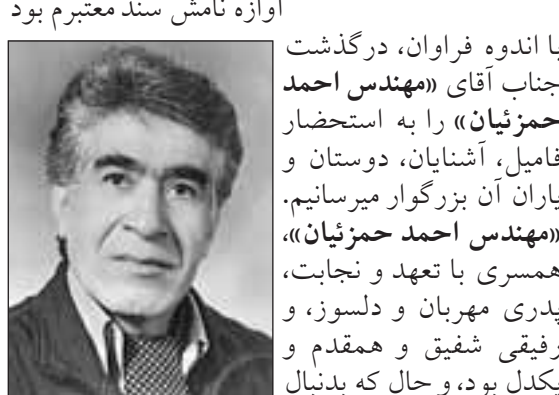 آوازه نامش سند معتبرم بود
با اندوه فراوان، درگذشت
جناب آقای «مهندس احمد
حمزئیان» را به استحضار
فامیل، آشنایان، دوستان و
یاران آن بزرگوار میرسانیم.
«مهندس احمد حمزئیان»،
همسری با تعهد و نجابت،
پدری مهربان و دلسوز، و
رفیقی شفیق و همقدم و
یکدل بود، و حال که بدنبال